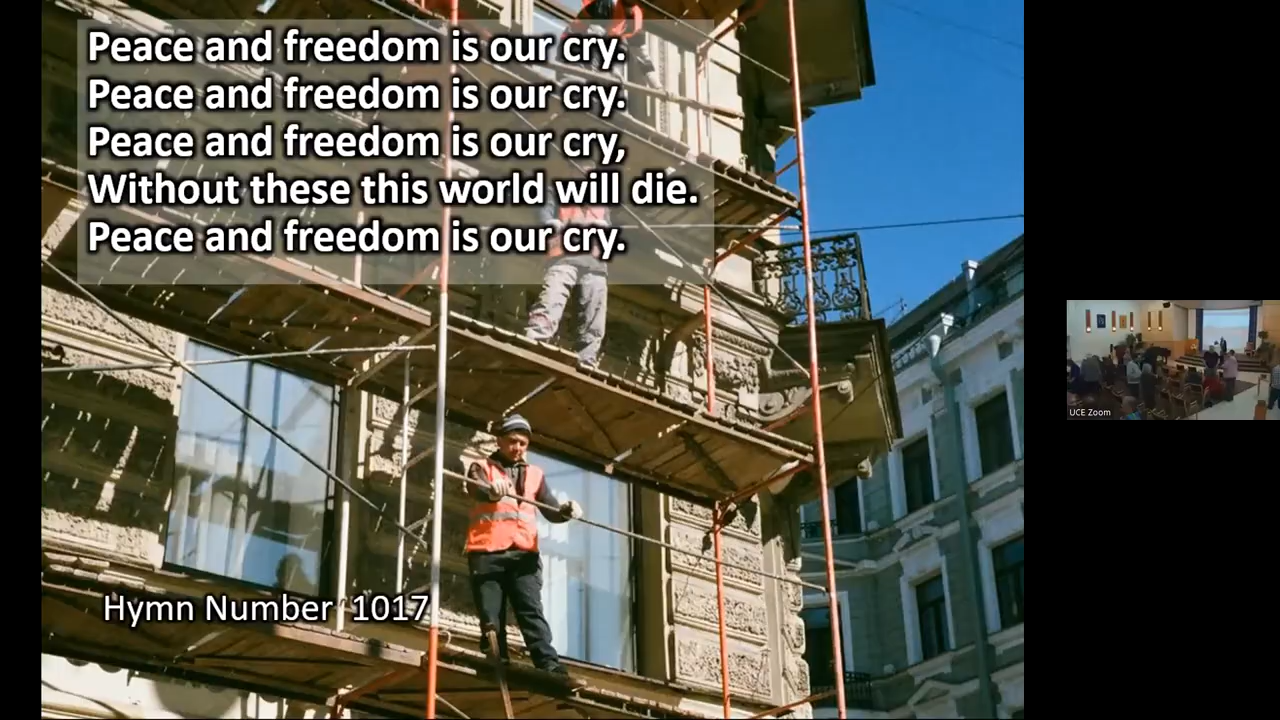 Peace and freedom is our cry.
Peace and freedom is our cry.
Peace and freedom is our cry,
Without these this world will die.
Peace and freedom is our cry.
Hymn Number 1017
UCE Zoom